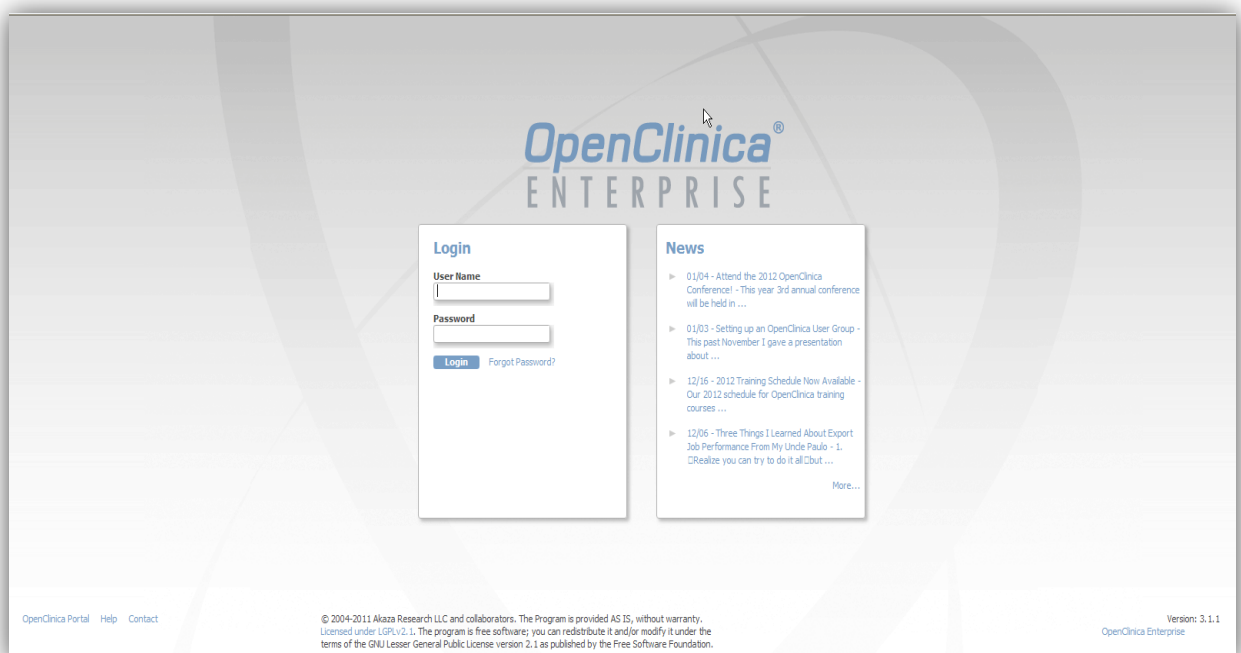 OpenClinica®
ENTERPRISE
Login
User Name
Password
Login Forgot Password?
News
01/04 - Attend the 2012 OpenClinica
Conference! - This year 3rd annual conference
will be held in ...
01/03 - Setting up an OpenClinica User Group -
This past November I gave a presentation
about ...
12/16 - 2012 Training Schedule Now Available -
Our 2012 schedule for OpenClinica training
courses ...
12/06 - Three Things I Learned About Export
Job Performance From My Uncle Paulo - 1.
▯Realize you can try to do it all▯but ...
More...
OpenClinica Portal Help Contact
© 2004-2011 Akaza Research LLC and collaborators. The Program is provided AS IS, without warranty.
Licensed under LGPLv2.1. The program is free software; you can redistribute it and/or modify it under the
terms of the GNU Lesser General Public License version 2.1 as published by the Free Software Foundation.
Version: 3.1.1
OpenClinica Enterprise